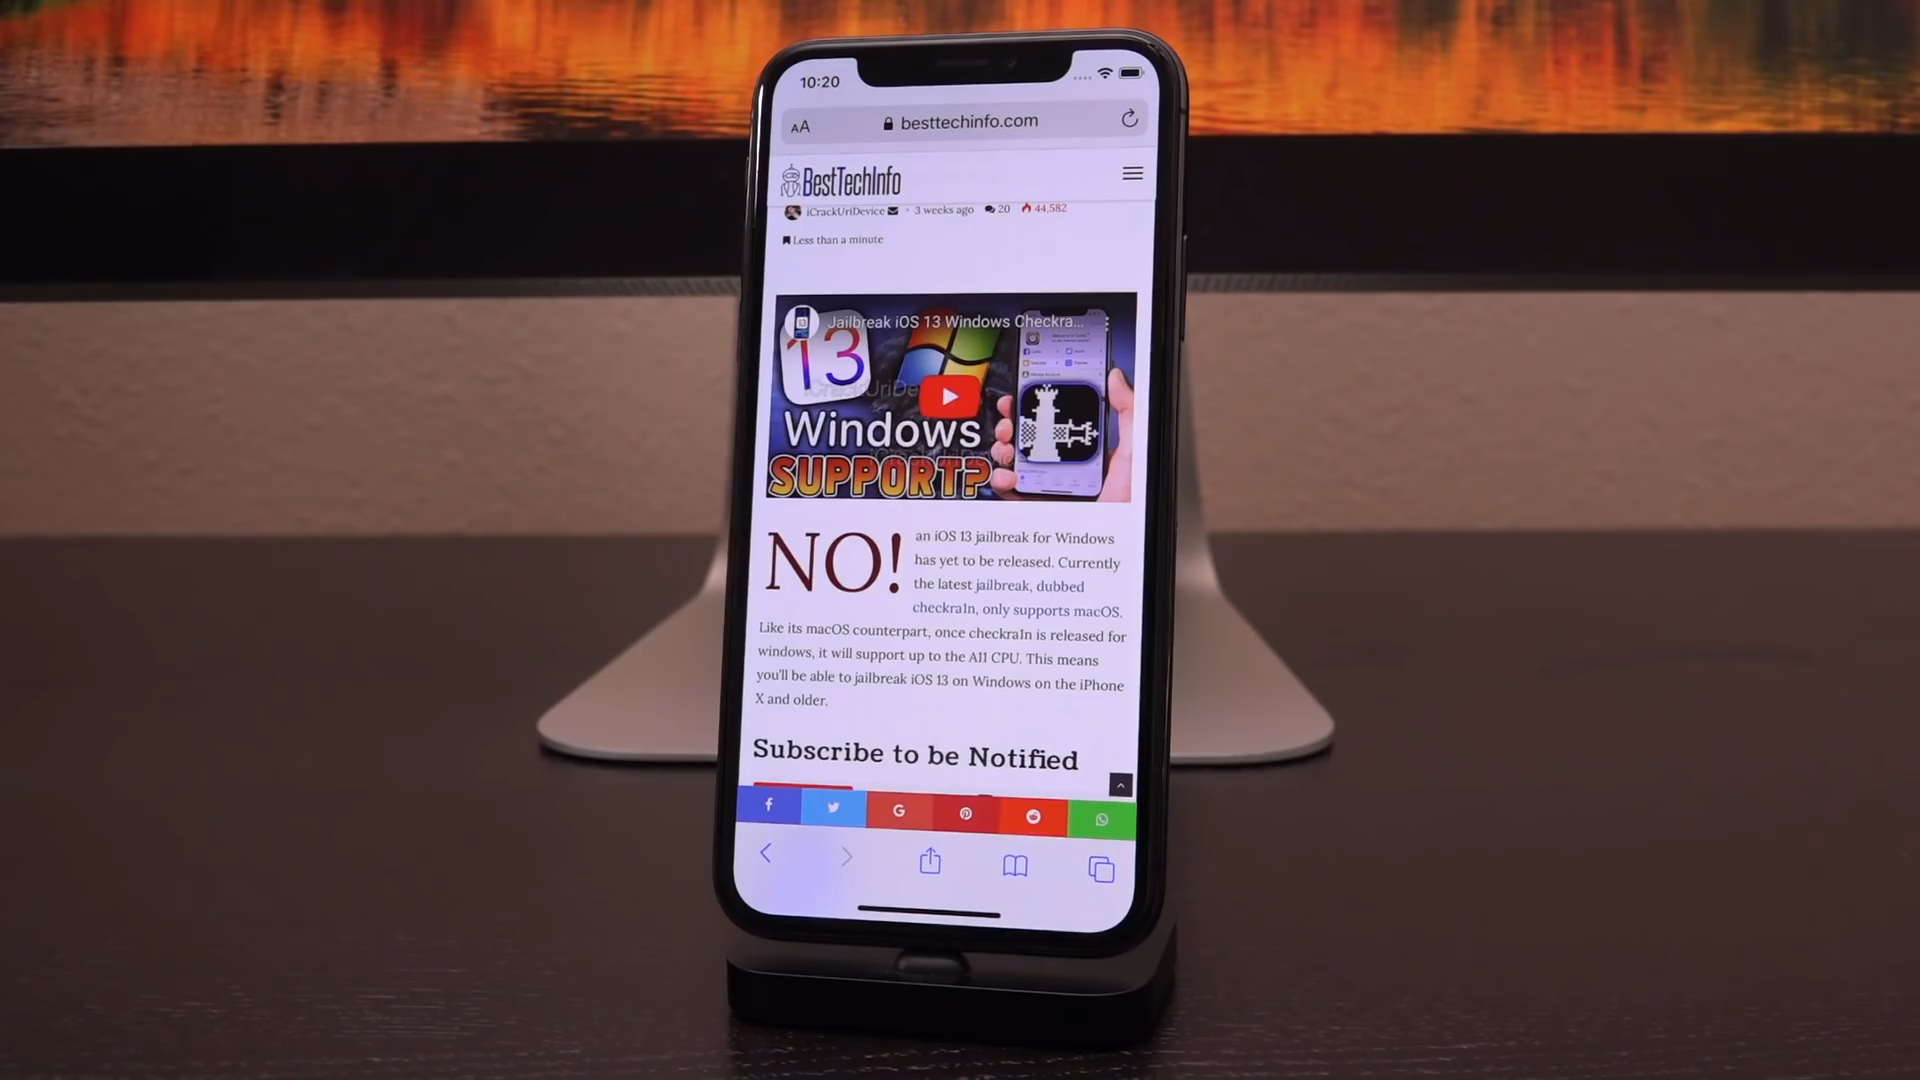 10:20
AA besttechinfo.com
BestTechInfo
iCrackUriDevice • 3 weeks ago 20 44,582
Less than a minute
Jailbreak iOS 13 Windows Checkra...
13
Windows
SUPPORT?
NO! an iOS 13 jailbreak for Windows
has yet to be released. Currently
the latest jailbreak, dubbed
checkra1n, only supports macOS.
Like its macOS counterpart, once checkra1n is released for
windows, it will support up to the A11 CPU. This means
you'll be able to jailbreak iOS 13 on Windows on the iPhone
X and older.
Subscribe to be Notified